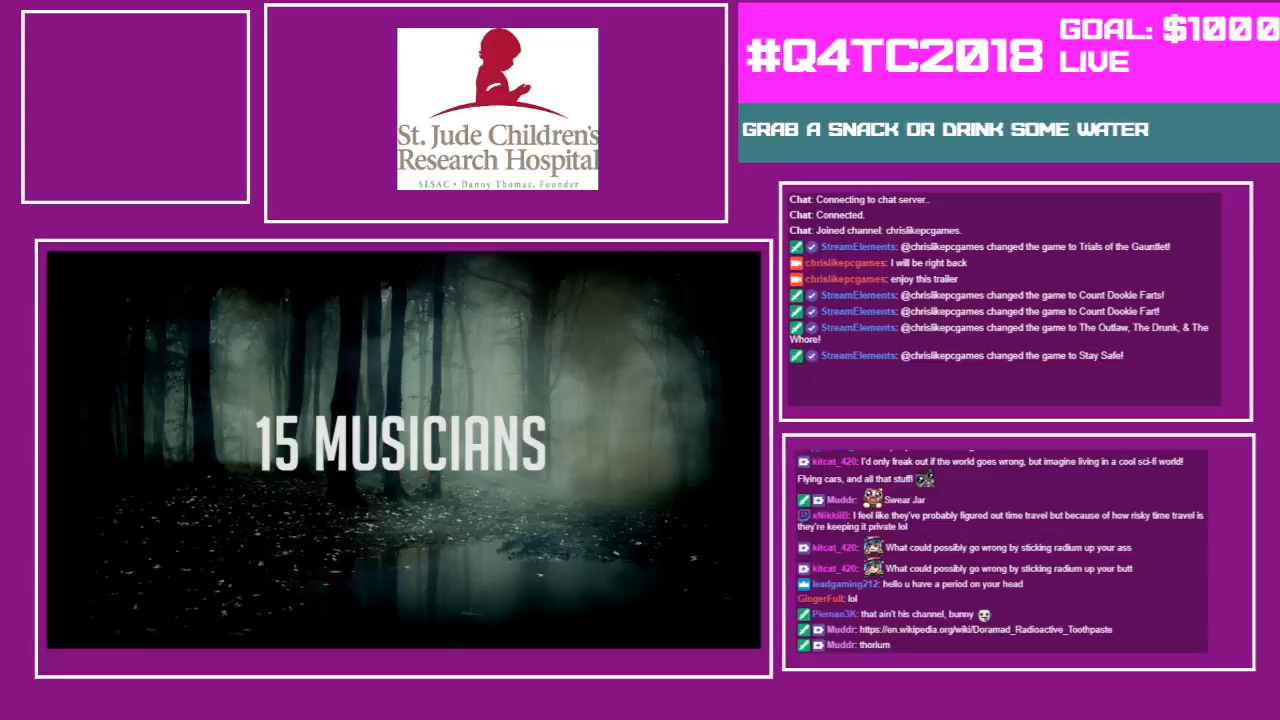 St. Jude Children's
Research Hospital
ALSAC • Danny Thomas, Founder
#Q4TC2018
GOAL: $1000
LIVE
GRAB A SNACK OR DRINK SOME WATER
Chat: Connecting to chat server..
Chat: Connected.
Chat: Joined channel: chrislikepcgames.
StreamElements: @chrislikepcgames changed the game to Trials of the Gauntlet!
chrislikepcgames: I will be right back
chrislikepcgames: enjoy this trailer
StreamElements: @chrislikepcgames changed the game to Count Dookie Farts!
StreamElements: @chrislikepcgames changed the game to Count Dookie Fart!
StreamElements: @chrislikepcgames changed the game to The Outlaw, The Drunk, & The
Whore!
StreamElements: @chrislikepcgames changed the game to Stay Safe!
15 MUSICIANS
kitcat_420: I'd only freak out if the world goes wrong, but imagine living in a cool sci-fi world!
Flying cars, and all that stuff!
Muddr: Swear Jar
xNikkiiB: I feel like they've probably figured out time travel but because of how risky time travel is
they're keeping it private lol
kitcat_420: What could possibly go wrong by sticking radium up your ass
kitcat_420: What could possibly go wrong by sticking radium up your butt
leadgaming212: hello u have a period on your head
GingerFull: lol
Pieman3K: that ain't his channel, bunny
Muddr: https://en.wikipedia.org/wiki/Doramad_Radioactive_Toothpaste
Muddr: thorium